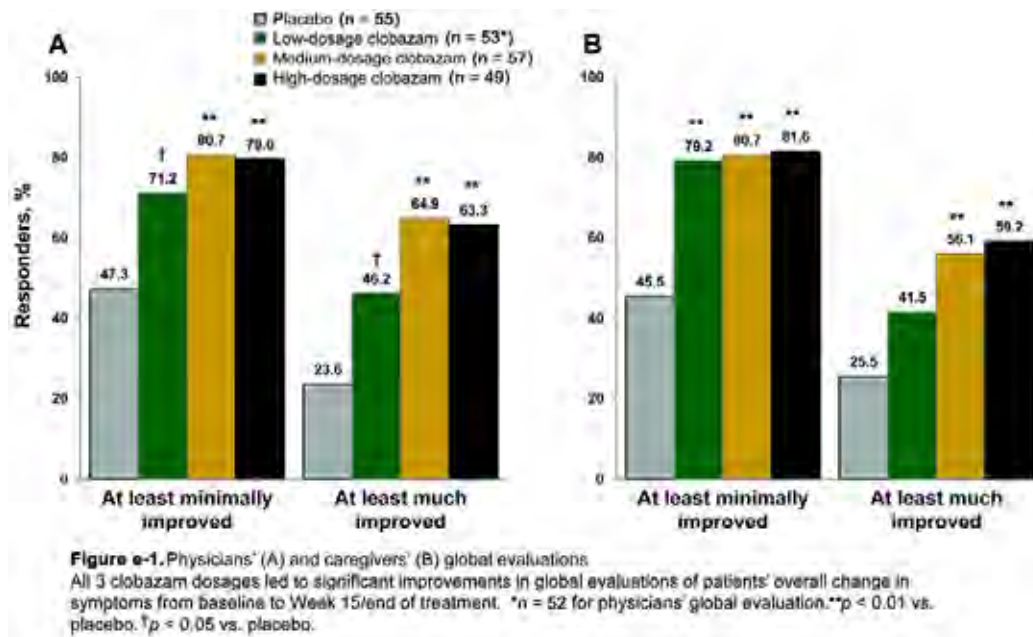 Placebo (n = 55)
Low-dosage clobazam (n = 53*)
Medium-dosage clobazam (n = 57)
High-dosage clobazam (n = 49)
A
Responders, %
100
80
60
40
20
0
47.3
†
71.2
**
80.7
**
79.6
23.6
†
46.2
**
64.9
**
63.3
At least minimally
improved
At least much
improved
B
100
80
60
40
20
0
45.5
**
79.2
**
80.7
**
81.6
25.5
41.5
**
56.1
**
59.2
At least minimally
improved
At least much
improved
Figure e-1. Physicians' (A) and caregivers' (B) global evaluations
All 3 clobazam dosages led to significant improvements in global evaluations of patients' overall change in
symptoms from baseline to Week 15/end of treatment. *n = 52 for physicians' global evaluation.**p < 0.01 vs.
placebo. †p < 0.05 vs. placebo.